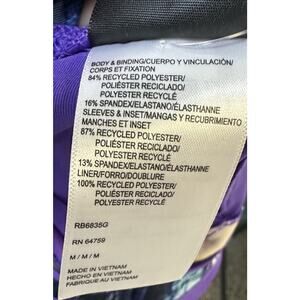 BODY & BINDING/CUERPO Y VINCULACIÓN/
CORPS ET FIXATION
84% RECYCLED POLYESTER/
POLIÉSTER RECICLADO/
POLYESTER RECYCLÉ
16% SPANDEX/ELASTANO/ÉLASTHANNE
SLEEVES & INSET/MANGAS Y RECUBRIMIENTO
MANCHES ET INSET
87% RECYCLED POLYESTER/
POLIÉSTER RECICLADO/
POLYESTER RECYCLÉ
13% SPANDEX/ELASTANO/ÉLASTHANNE
LINER/FORRO/DOUBLURE
100% RECYCLED POLYESTER/
POLIÉSTER RECICLADO/
POLYESTER RECYCLÉ
RB6835G
RN 64759
M / M / M
MADE IN VIETNAM
HECHO EN VIETNAM
FABRIQUE AU VIETNAM